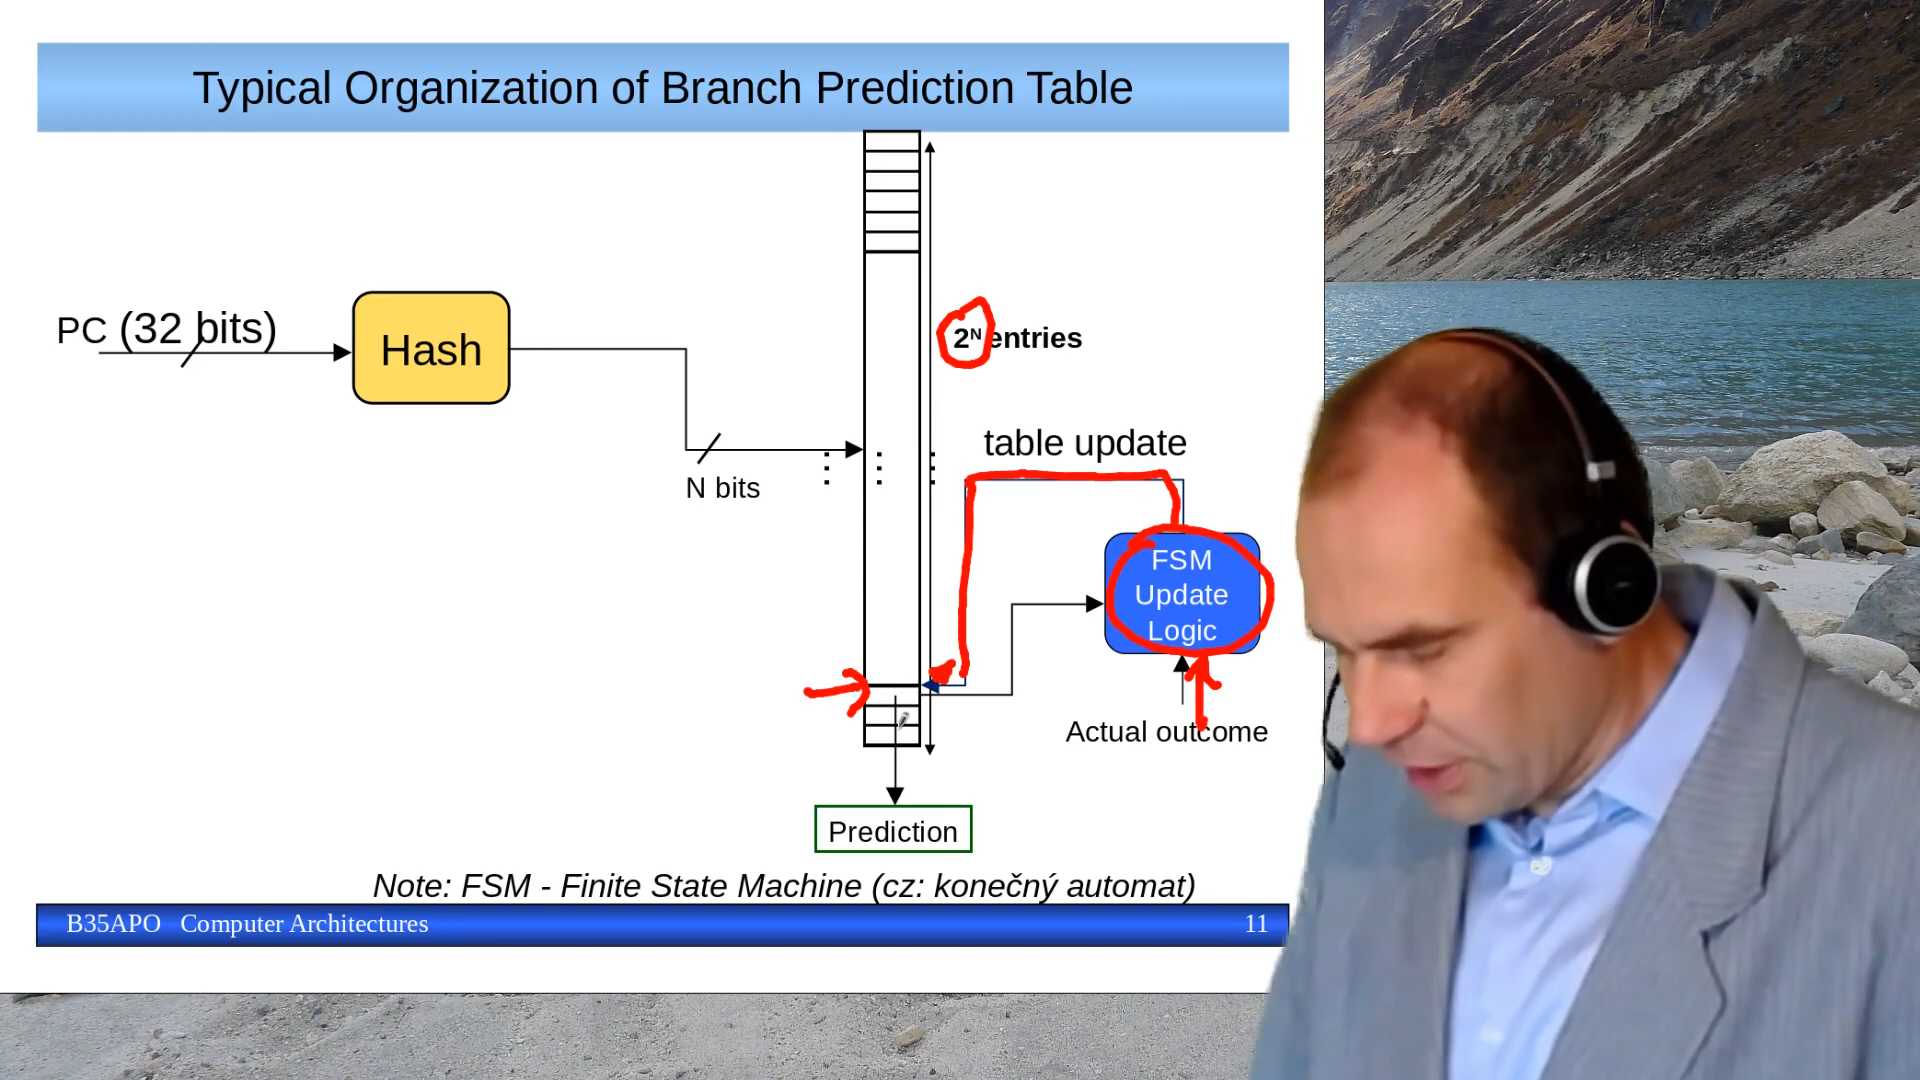 Typical Organization of Branch Prediction Table
PC (32 bits)
Hash
2ᴺ entries
table update
N bits
FSM
Update
Logic
Actual outcome
Prediction
Note: FSM - Finite State Machine (cz: konečný automat)
B35APO Computer Architectures 11